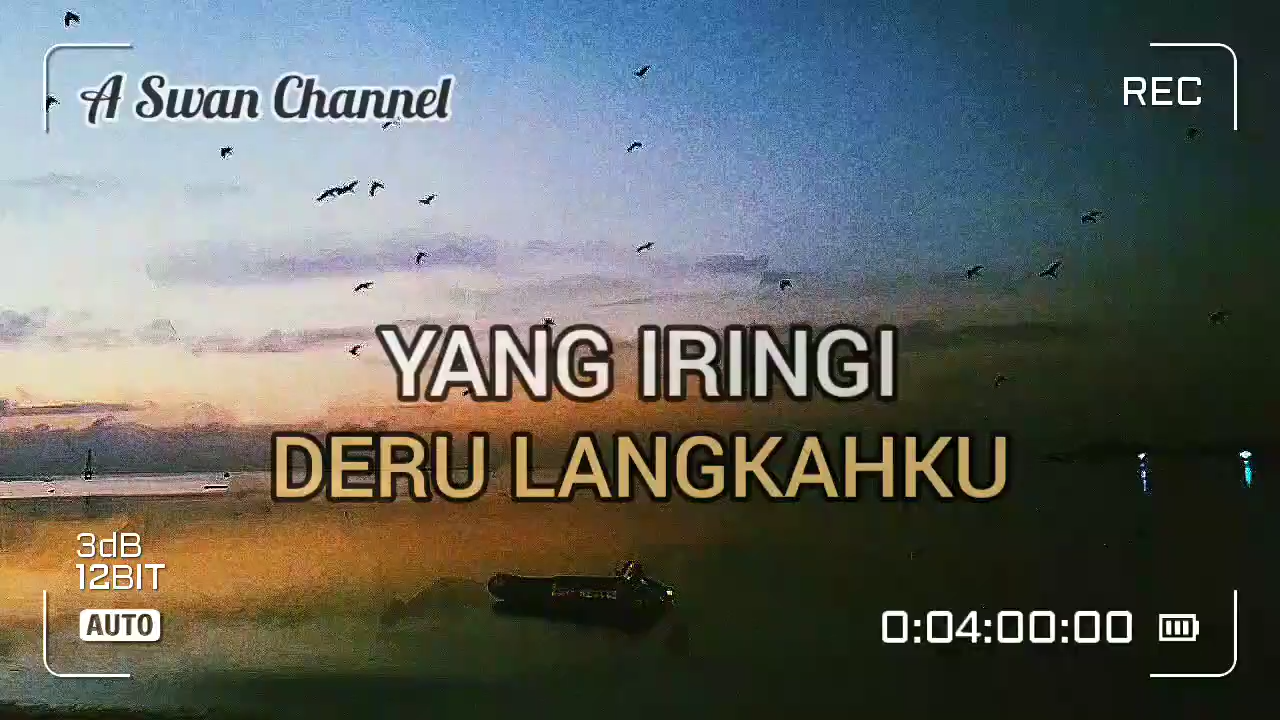 A Swan Channel
REC
YANG IRINGI
DERU LANGKAHKU
3dB
12BIT
AUTO
0:04:00:00